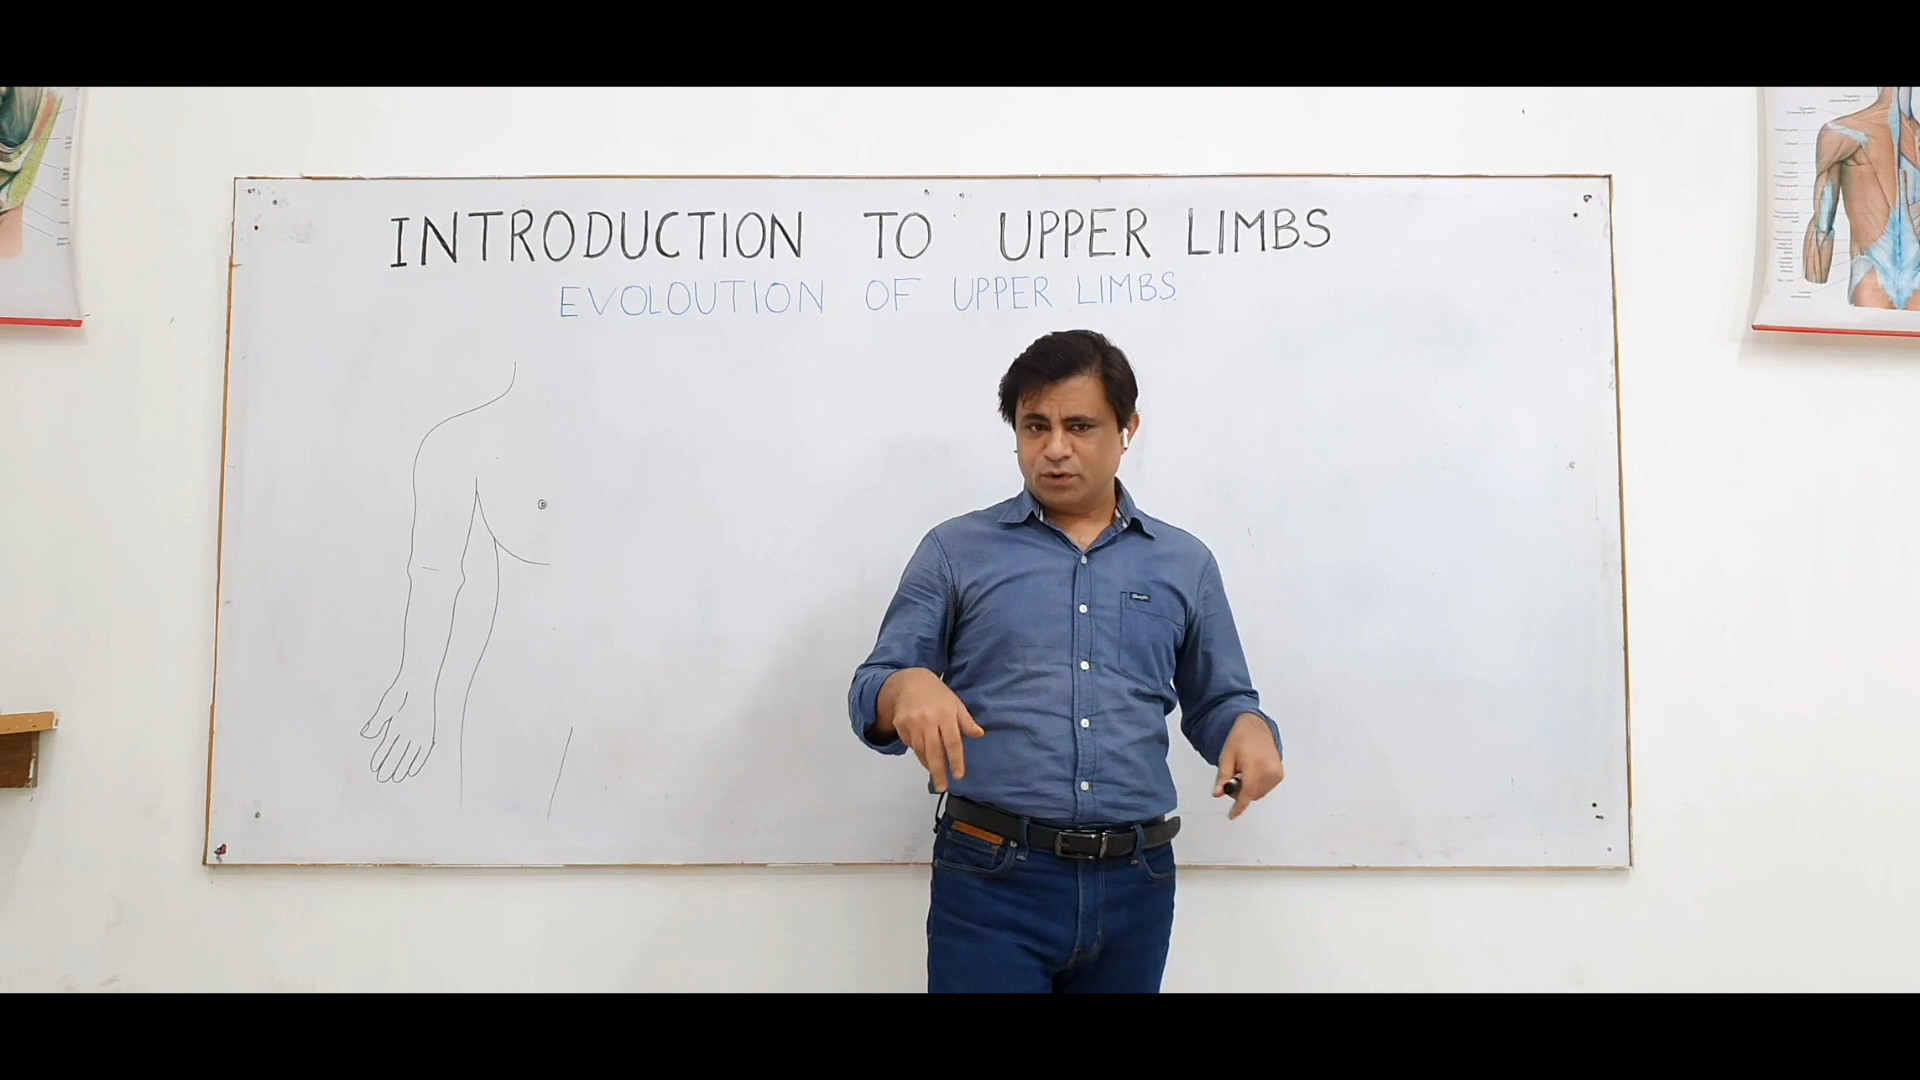 INTRODUCTION TO UPPER LIMBS
EVOLOUTION OF UPPER LIMBS